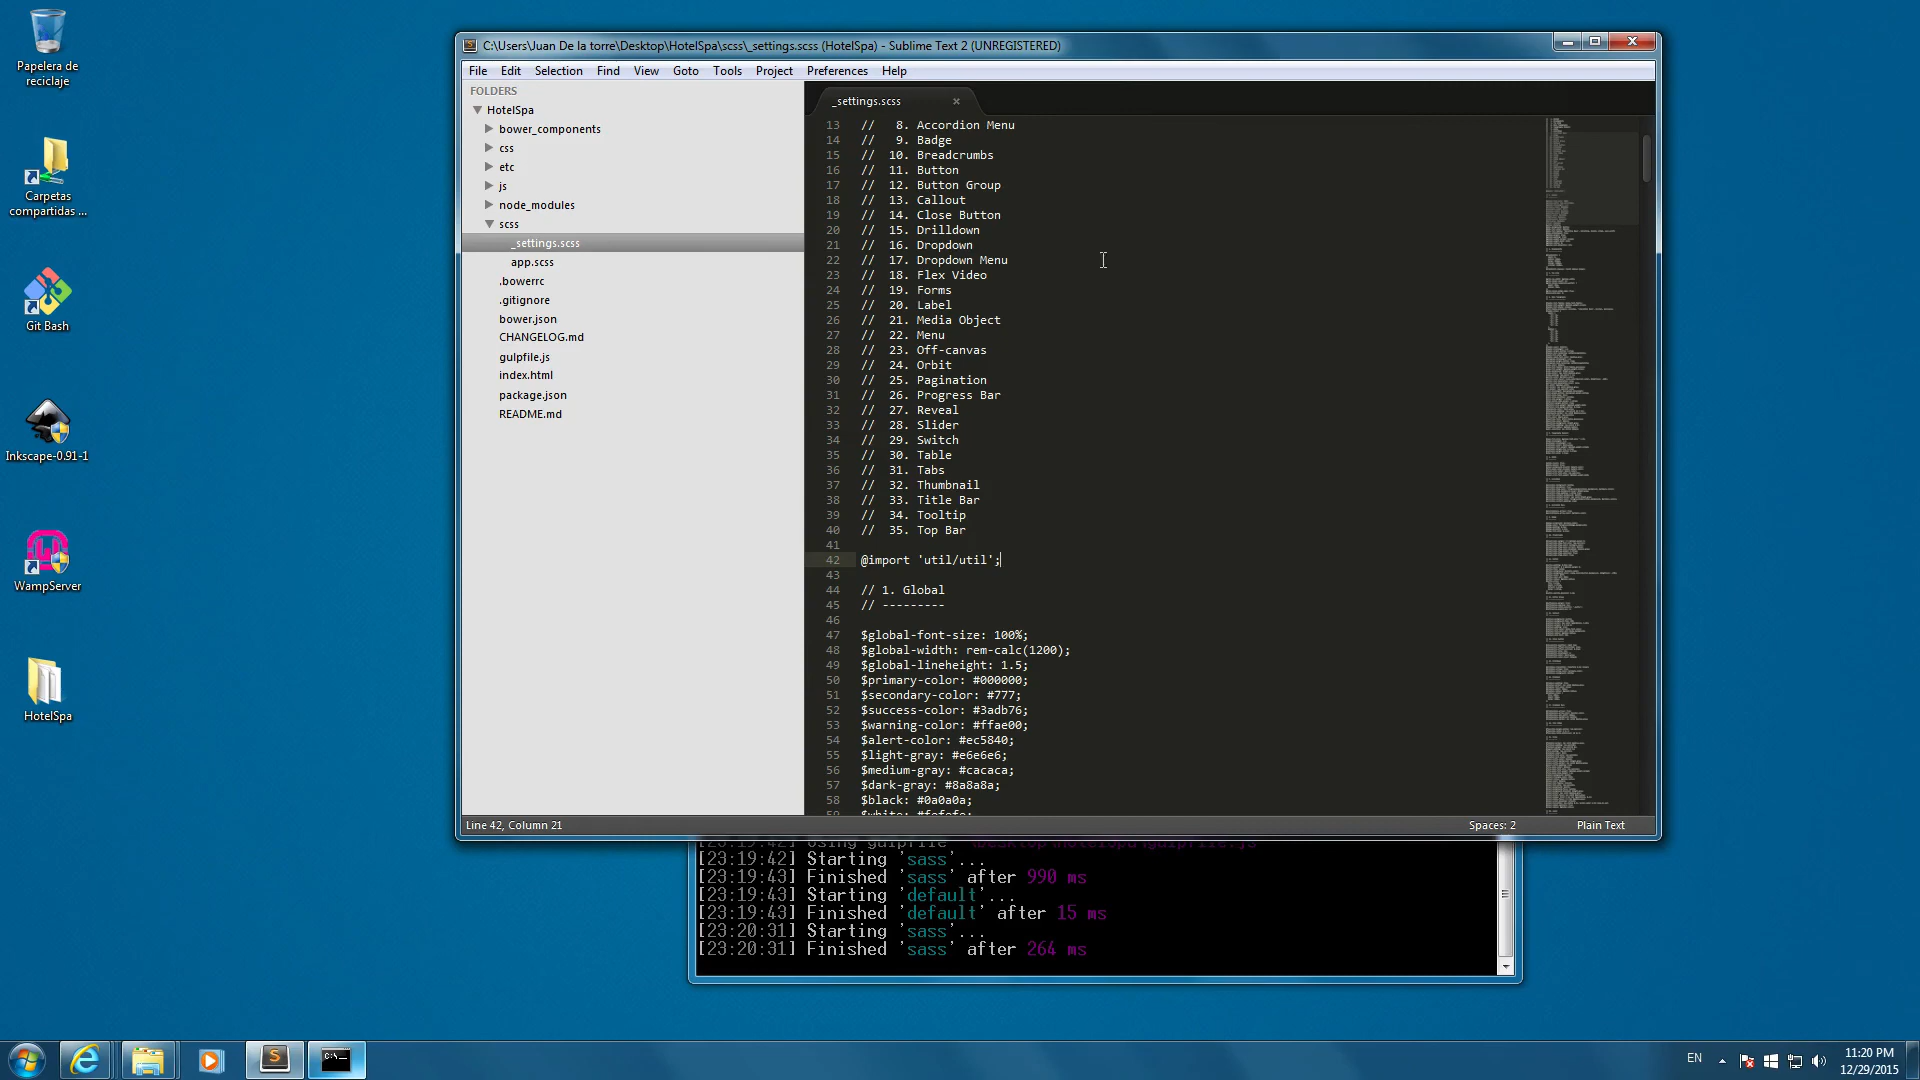 Papelera de
reciclaje
Carpetas
compartidas ...
Git Bash
Inkscape-0.91-1
WampServer
HotelSpa
C:\Users\Juan De la torre\Desktop\HotelSpa\scss\_settings.scss (HotelSpa) - Sublime Text 2 (UNREGISTERED)
File Edit Selection Find View Goto Tools Project Preferences Help
FOLDERS
HotelSpa
bower_components
css
etc
js
node_modules
scss
_settings.scss
app.scss
.bowerrc
.gitignore
bower.json
CHANGELOG.md
gulpfile.js
index.html
package.json
README.md
_settings.scss
13 // 8. Accordion Menu
14 // 9. Badge
15 // 10. Breadcrumbs
16 // 11. Button
17 // 12. Button Group
18 // 13. Callout
19 // 14. Close Button
20 // 15. Drilldown
21 // 16. Dropdown
22 // 17. Dropdown Menu
23 // 18. Flex Video
24 // 19. Forms
25 // 20. Label
26 // 21. Media Object
27 // 22. Menu
28 // 23. Off-canvas
29 // 24. Orbit
30 // 25. Pagination
31 // 26. Progress Bar
32 // 27. Reveal
33 // 28. Slider
34 // 29. Switch
35 // 30. Table
36 // 31. Tabs
37 // 32. Thumbnail
38 // 33. Title Bar
39 // 34. Tooltip
40 // 35. Top Bar
41
42 @import 'util/util';
43
44 // 1. Global
45 // ---------
46
47 $global-font-size: 100%;
48 $global-width: rem-calc(1200);
49 $global-lineheight: 1.5;
50 $primary-color: #000000;
51 $secondary-color: #777;
52 $success-color: #3adb76;
53 $warning-color: #ffae00;
54 $alert-color: #ec5840;
55 $light-gray: #e6e6e6;
56 $medium-gray: #cacaca;
57 $dark-gray: #8a8a8a;
58 $black: #0a0a0a;
59 $white: #fefefe;
Line 42, Column 21
Spaces: 2 Plain Text
[23:19:42] Using gulpfile ~\Desktop\HotelSpa\gulpfile.js
[23:19:42] Starting 'sass'...
[23:19:43] Finished 'sass' after 990 ms
[23:19:43] Starting 'default'...
[23:19:43] Finished 'default' after 15 ms
[23:20:31] Starting 'sass'...
[23:20:31] Finished 'sass' after 264 ms
EN
11:20 PM
12/29/2015